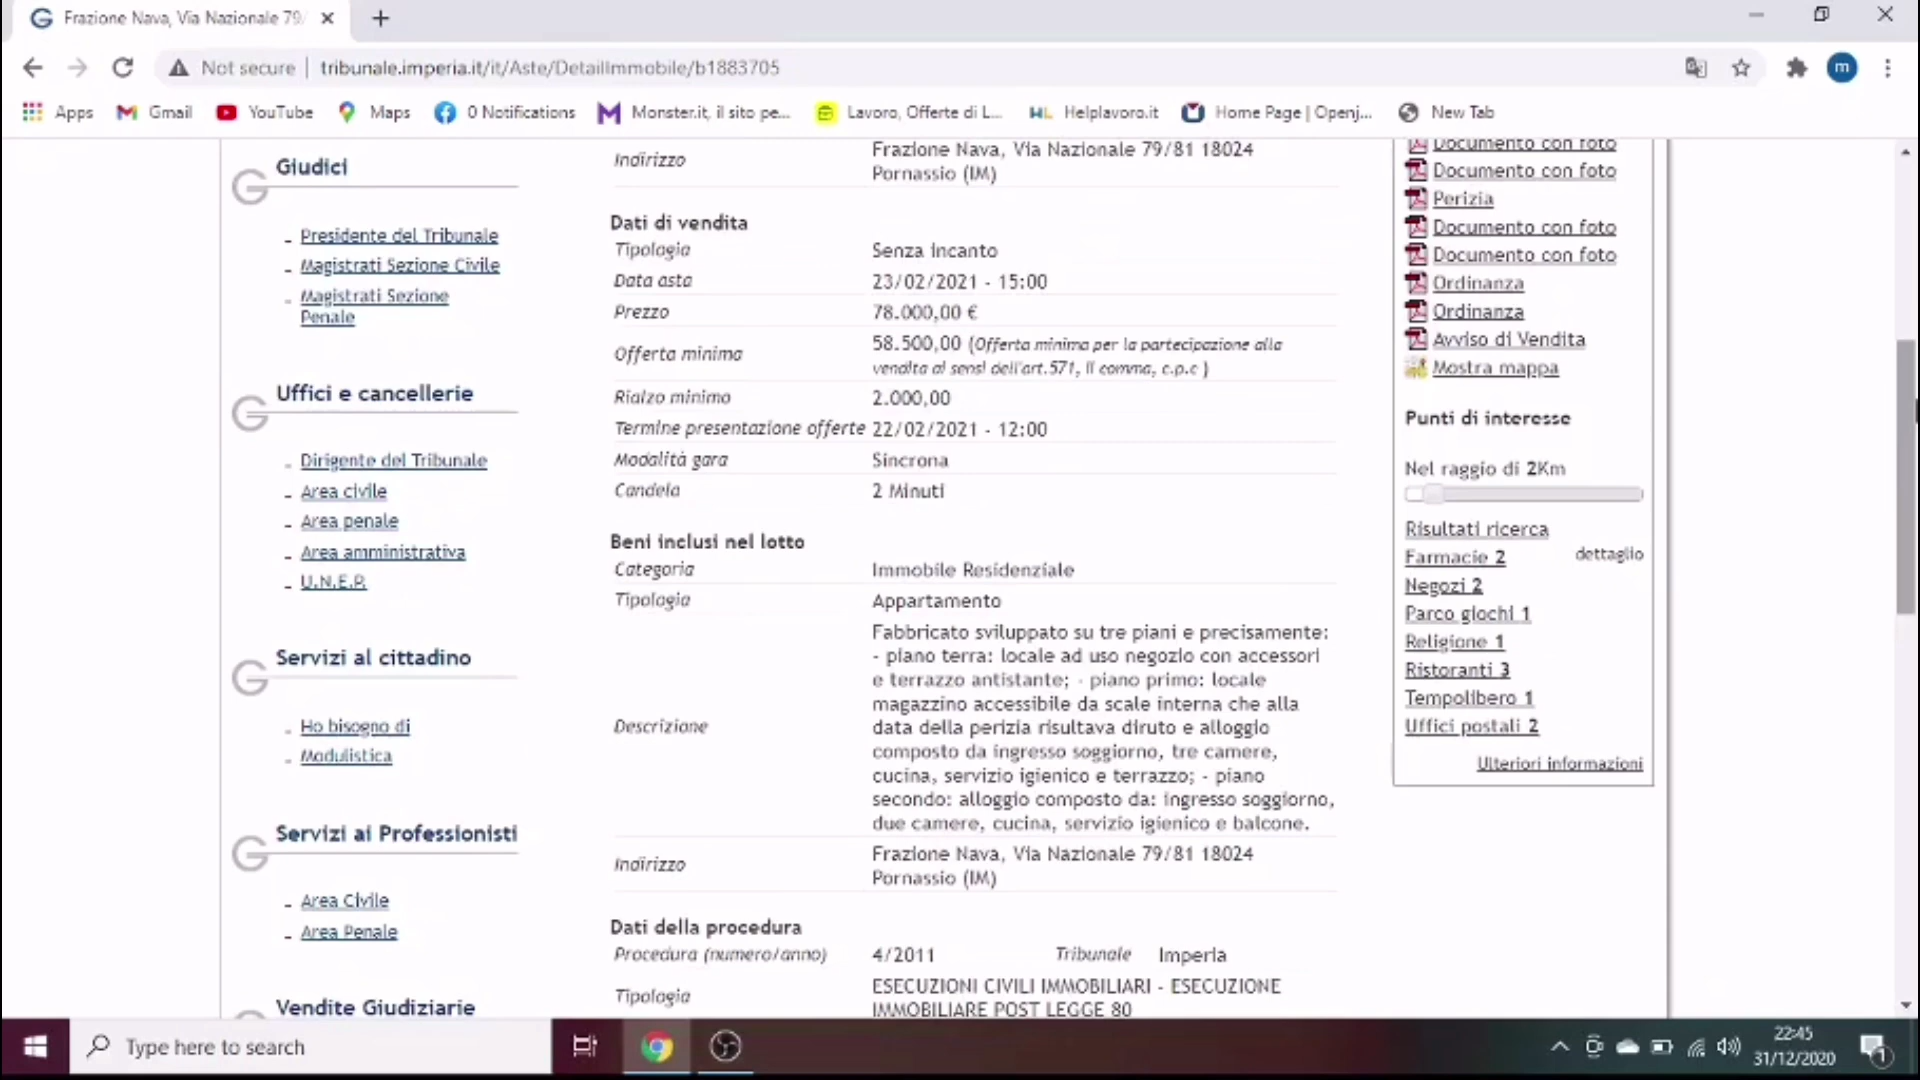 Frazione Nava, Via Nazionale 79/
Not secure
tribunale.imperia.it/it/Aste/DetailImmobile/b1883705
m
Apps
Gmail
YouTube
Maps
0 Notifications
Monster.it, il sito pe...
Lavoro, Offerte di L...
Helplavoro.it
Home Page | Openj...
New Tab
Giudici
Presidente del Tribunale
Magistrati Sezione Civile
Magistrati Sezione
Penale
Uffici e cancellerie
Dirigente del Tribunale
Area civile
Area penale
Area amministrativa
U.N.E.P.
Servizi al cittadino
Ho bisogno di
Modulistica
Servizi ai Professionisti
Area Civile
Area Penale
Vendite Giudiziarie
Indirizzo
Frazione Nava, Via Nazionale 79/81 18024
Pornassio (IM)
Dati di vendita
Tipologia Senza incanto
Data asta 23/02/2021 - 15:00
Prezzo 78.000,00 €
Offerta minima
58.500,00 (Offerta minima per la partecipazione alla
vendita ai sensi dell'art.571, II comma, c.p.c )
Rialzo minimo 2.000,00
Termine presentazione offerte 22/02/2021 - 12:00
Modalità gara Sincrona
Candela 2 Minuti
Beni inclusi nel lotto
Categoria Immobile Residenziale
Tipologia Appartamento
Descrizione
Fabbricato sviluppato su tre piani e precisamente:
- piano terra: locale ad uso negozio con accessori
e terrazzo antistante; - piano primo: locale
magazzino accessibile da scale interna che alla
data della perizia risultava diruto e alloggio
composto da ingresso soggiorno, tre camere,
cucina, servizio igienico e terrazzo; - piano
secondo: alloggio composto da: ingresso soggiorno,
due camere, cucina, servizio igienico e balcone.
Indirizzo
Frazione Nava, Via Nazionale 79/81 18024
Pornassio (IM)
Dati della procedura
Procedura (numero/anno) 4/2011 Tribunale Imperia
Tipologia
ESECUZIONI CIVILI IMMOBILIARI - ESECUZIONE
IMMOBILIARE POST LEGGE 80
Documento con foto
Documento con foto
Perizia
Documento con foto
Documento con foto
Ordinanza
Ordinanza
Avviso di Vendita
Mostra mappa
Punti di interesse
Nel raggio di 2Km
Risultati ricerca
Farmacie 2 dettaglio
Negozi 2
Parco giochi 1
Religione 1
Ristoranti 3
Tempolibero 1
Uffici postali 2
Ulteriori informazioni
Type here to search
22:45
31/12/2020
1